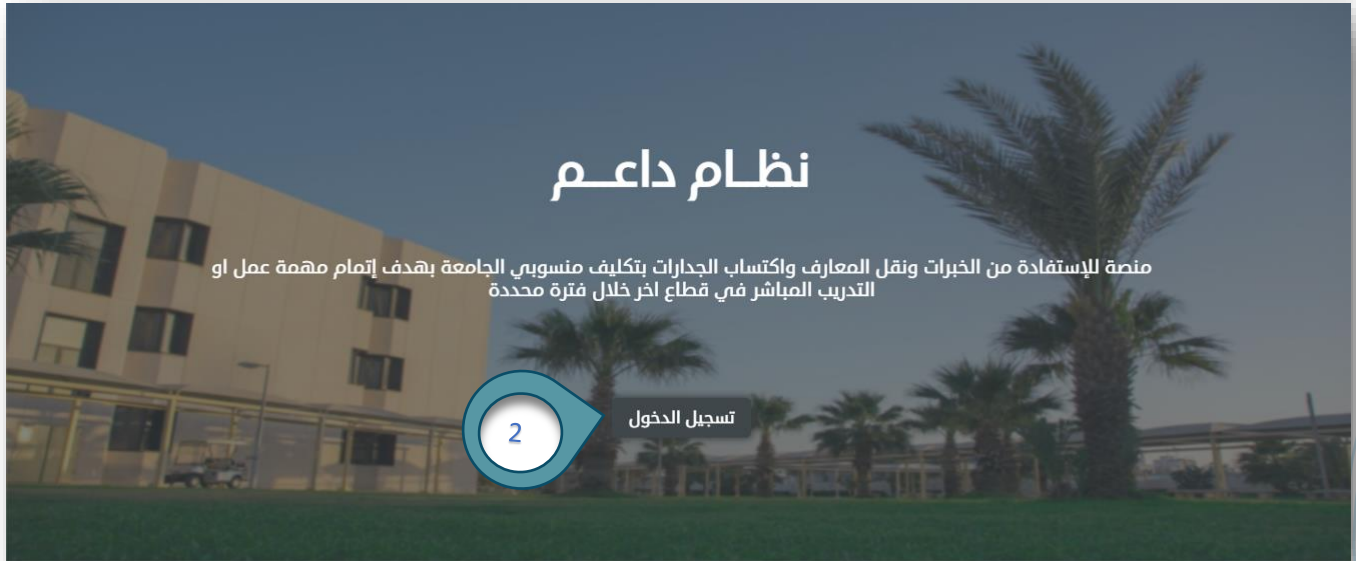 نظـام داعــم
منصة للإستفادة من الخبرات ونقل المعارف واكتساب الجدارات بتكليف منسوبي الجامعة بهدف إتمام مهمة عمل او
التدريب المباشر في قطاع اخر خلال فترة محددة
تسجيل الدخول
2